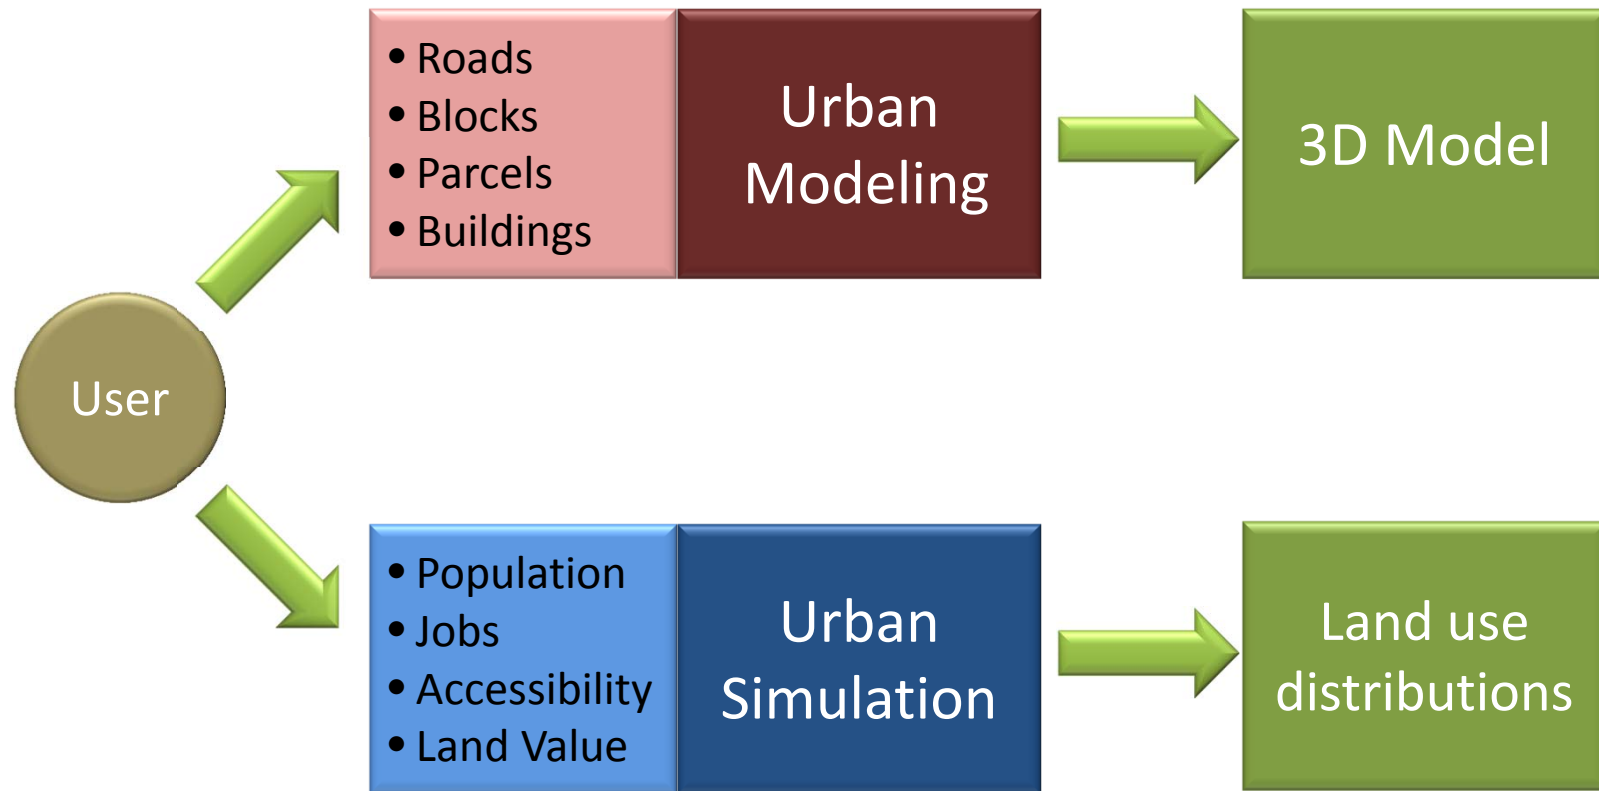 • Roads
• Blocks
• Parcels
• Buildings
Urban
Modeling
3D Model
User
• Population
• Jobs
• Accessibility
• Land Value
Urban
Simulation
Land use
distributions